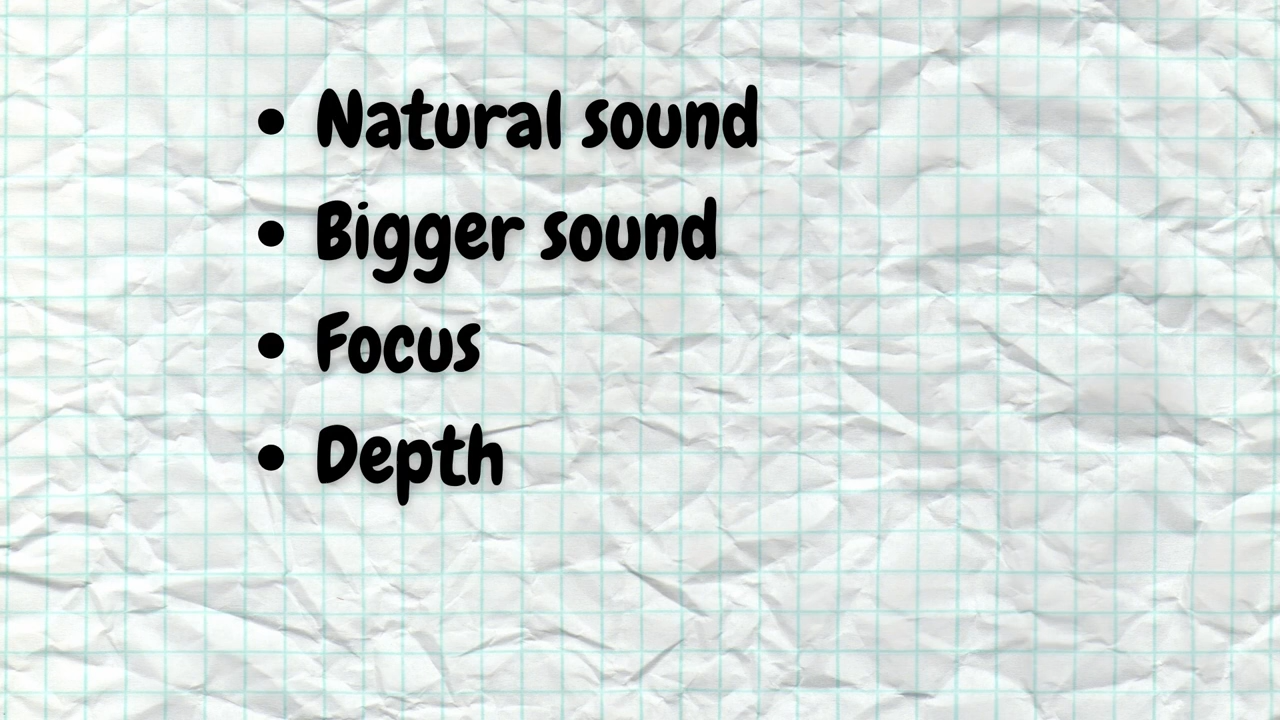 • Natural sound
• Bigger sound
• Focus
• Depth